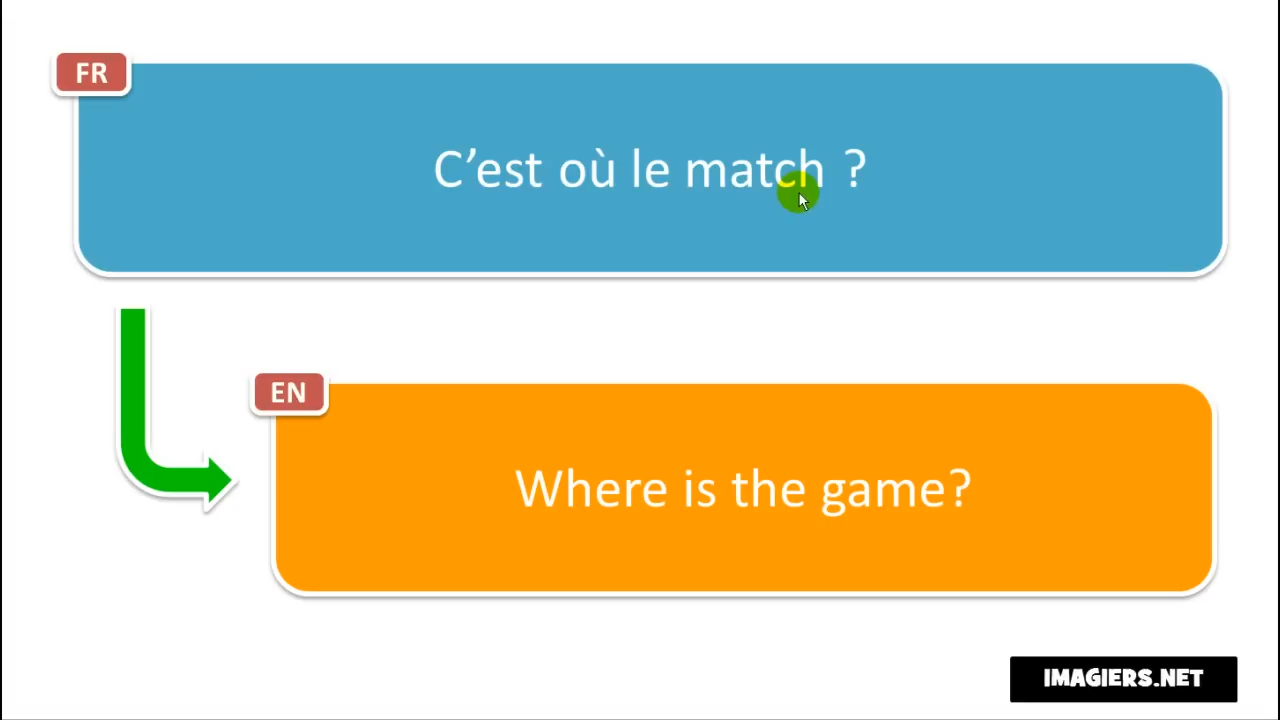 FR
C’est où le match ?
EN
Where is the game?
IMAGIERS.NET